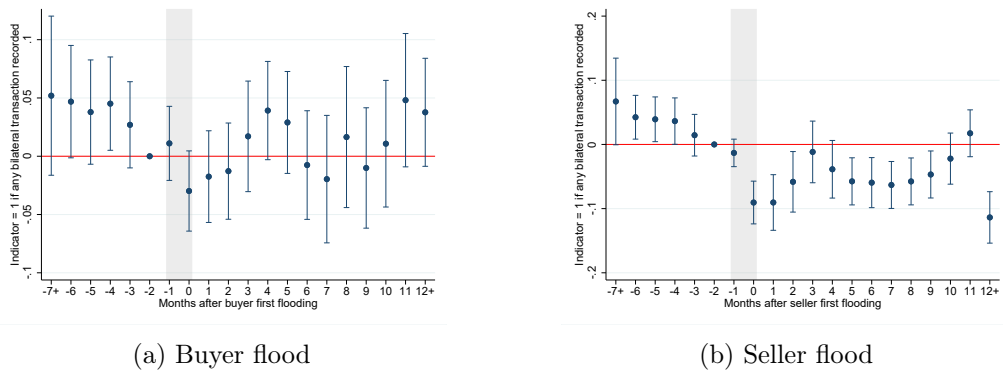 Indicator = 1 if any bilateral transaction recorded
.1
.05
0
-.05
-.1
-7+ -6 -5 -4 -3 -2 -1 0 1 2 3 4 5 6 7 8 9 10 11 12+
Months after buyer first flooding
(a) Buyer flood
Indicator = 1 if any bilateral transaction recorded
.2
.1
0
-.1
-.2
-7+ -6 -5 -4 -3 -2 -1 0 1 2 3 4 5 6 7 8 9 10 11 12+
Months after seller first flooding
(b) Seller flood